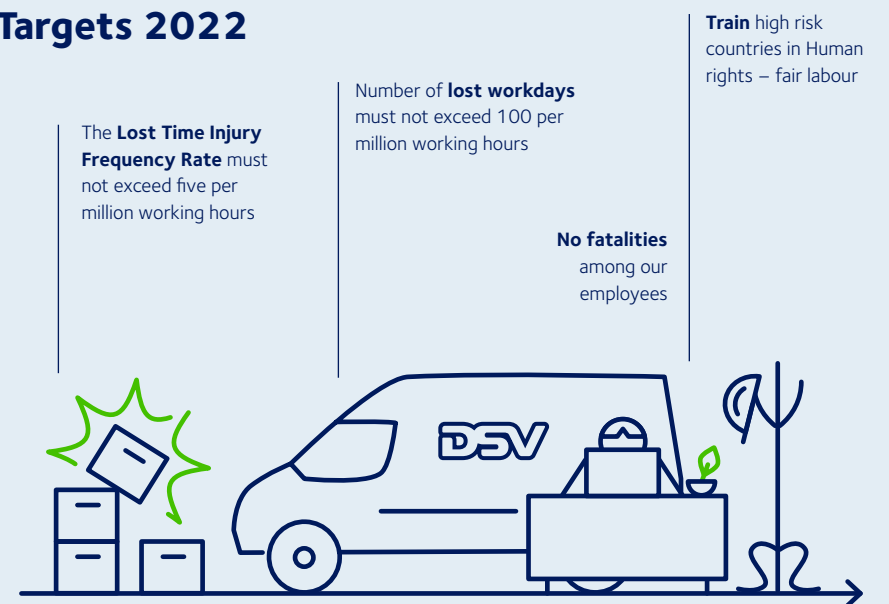 Targets 2022
The Lost Time Injury
Frequency Rate must
not exceed five per
million working hours
Number of lost workdays
must not exceed 100 per
million working hours
No fatalities
among our
employees
Train high risk
countries in Human
rights – fair labour
DSV